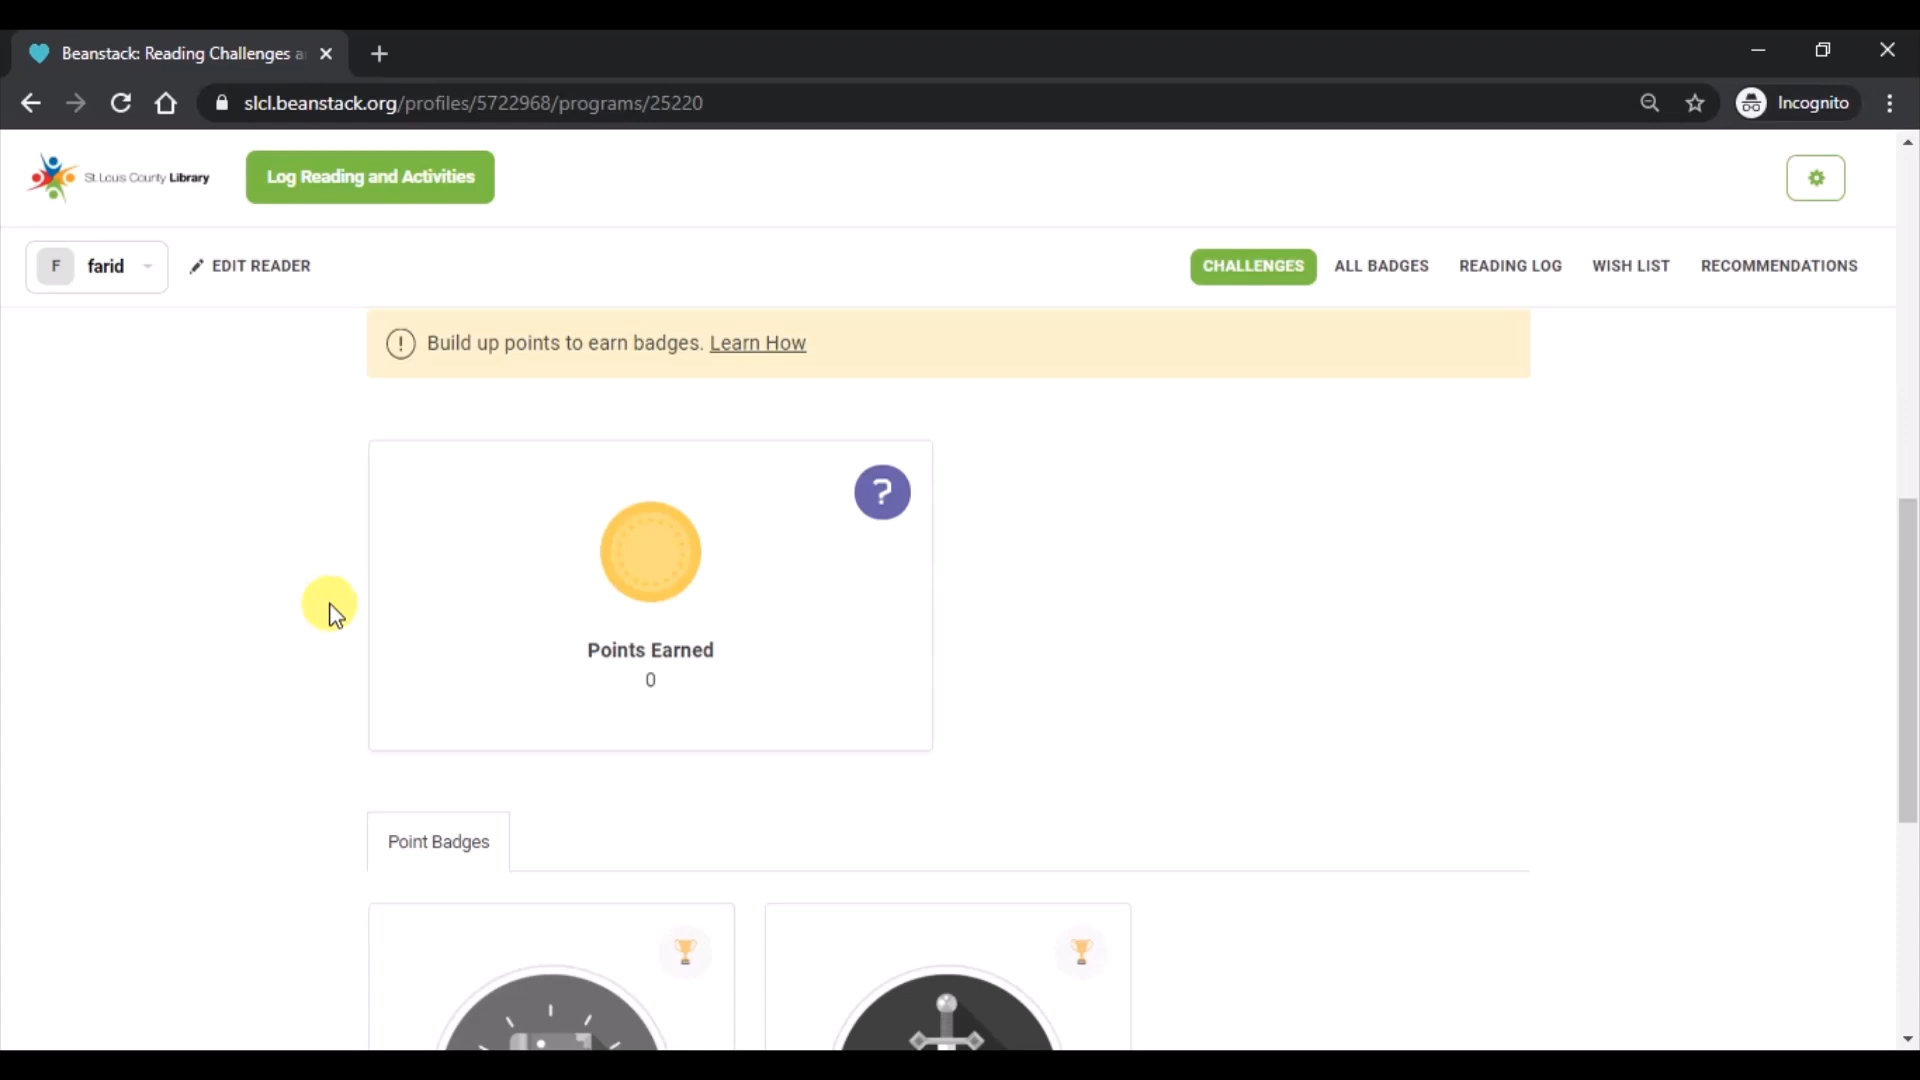 Beanstack: Reading Challenges a
slcl.beanstack.org/profiles/5722968/programs/25220
Incognito
St. Louis County Library
Log Reading and Activities
F farid
EDIT READER
CHALLENGES
ALL BADGES
READING LOG
WISH LIST
RECOMMENDATIONS
! Build up points to earn badges. Learn How
?
Points Earned
0
Point Badges